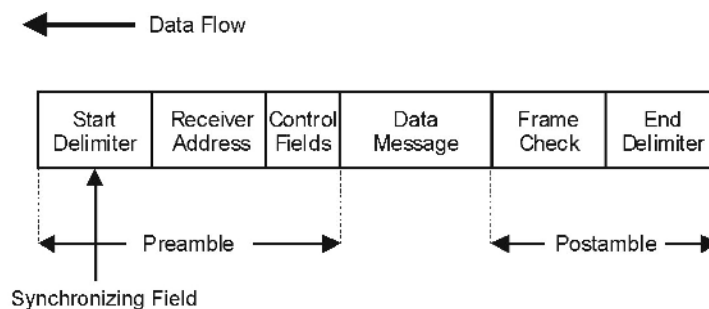 Data Flow
Start Delimiter
Receiver Address
Control Fields
Data Message
Frame Check
End Delimiter
Preamble
Postamble
Synchronizing Field